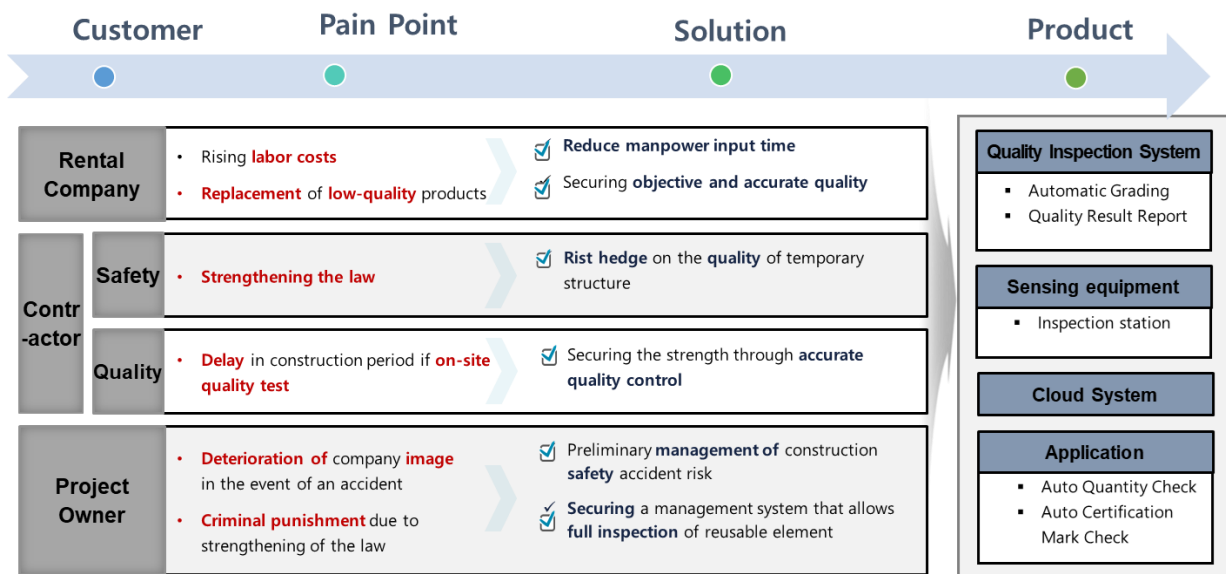 Customer
Pain Point
Solution
Product
Rental
Company
• Rising labor costs
• Replacement of low-quality products
Reduce manpower input time
Securing objective and accurate quality
Contr
-actor
Safety
• Strengthening the law
Rist hedge on the quality of temporary
structure
Quality
• Delay in construction period if on-site
quality test
Securing the strength through accurate
quality control
Project
Owner
• Deterioration of company image
in the event of an accident
• Criminal punishment due to
strengthening of the law
Preliminary management of construction
safety accident risk
Securing a management system that allows
full inspection of reusable element
Quality Inspection System
▪ Automatic Grading
▪ Quality Result Report
Sensing equipment
▪ Inspection station
Cloud System
Application
▪ Auto Quantity Check
▪ Auto Certification
Mark Check